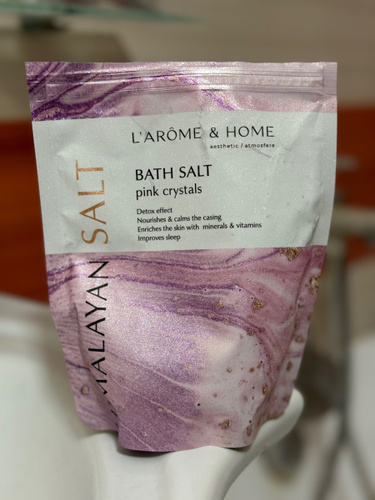 L'ARÔME & HOME
aesthetic / atmosfere
BATH SALT
pink crystals
Detox effect
Nourishes & calms the casing
Enriches the skin with minerals & vitamins
Improves sleep
MALAYAN SALT